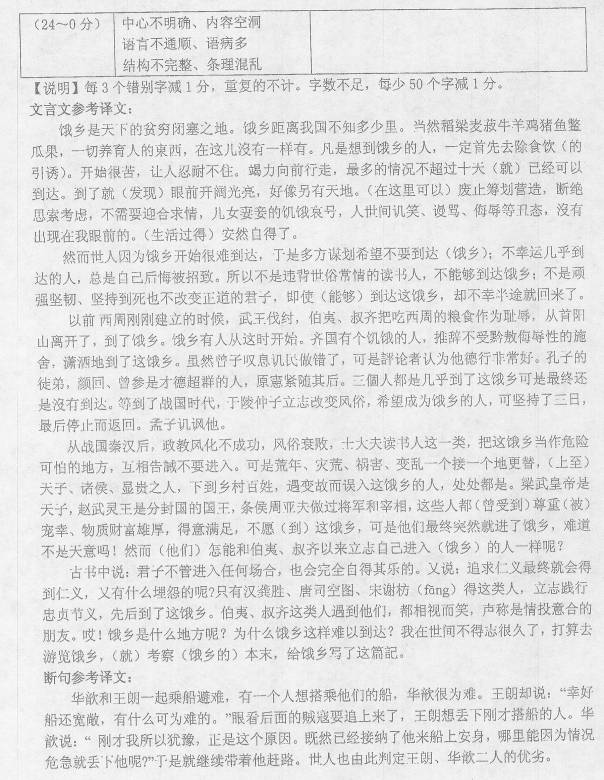 (24～0分) 中心不明确、内容空洞
语言不通顺、语病多
结构不完整、条理混乱
【说明】每3个错别字减1分，重复的不计。字数不足，每少50个字减1分。
文言文参考译文：
饿乡是天下的贫穷闭塞之地。饿乡距离我国不知多少里。当然稻粱麦菽牛羊鸡猪鱼鳖
瓜果，一切养育人的東西，在这儿没有一样有。凡是想到饿乡的人，一定首先去除食饮（的
引诱）。开始很苦，让人忍耐不住。竭力向前行走，最多的情况不超过十天（就）已经可以
到达。到了就（发现）眼前开阔光亮，好像另有天地。（在这里可以）废止筹划营造，断绝
思索考虑，不需要迎合求情，儿女妻妾的饥饿哀号，人世间讥笑、谩骂、侮辱等丑态，没有
出现在我眼前的。（生活过得）安然自得了。
然而世人因为饿乡开始很难到达，于是多方谋划希望不要到达（饿乡）；不幸运几乎到
达的人，总是自己后悔被招致。所以不是违背世俗常情的读书人，不能够到达饿乡；不是顽
强坚韧、坚持到死也不改变正道的君子，即使（能够）到达这饿乡，却不幸半途就回来了。
以前西周刚刚建立的时候，武王伐纣，伯夷、叔齐把吃西周的粮食作为耻辱，从首阳
山离开了，到了饿乡。饿乡有人从这时开始。齐国有个饥饿的人，推辞不受黔敖侮辱性的施
舍，潇洒地到了这饿乡。虽然曾子叹息饥民做错了，可是評论者认为他德行非常好。孔子的
徒弟，颜回、曾参是才德超群的人，原憲紧随其后。三個人都是几乎到了这饿乡可是最终还
是没有到达。等到了战国时代，于陵仲子立志改变风俗，希望成为饿乡的人，可坚持了三日，
最后停止而返回。孟子讥讽他。
从战国秦汉后，政教风化不成功，风俗衰败，士大夫读书人这一类，把这饿乡当作危险
可怕的地方，互相告誡不要进入。可是荒年、灾荒、祸害、变乱一个接一个地更替，（上至）
天子、诸侯、显贵之人，下到乡村百姓，遇变故而误入这饿乡的人，处处都是。梁武皇帝是
天子，赵武灵王是分封国的国王，条侯周亚夫做过将军和宰相，这些人都（曾受到）尊重（被）
宠幸、物质财富雄厚，得意满足，不愿（到）这饿乡，可是他们最终突然就进了饿乡，难道
不是天意吗！然而（他们）怎能和伯夷、叔齐以来立志自己进入（饿乡）的人一样呢？
古书中说：君子不管进入任何场合，也会完全自得其乐的。又说：追求仁义最终就会得
到仁义，又有什么埋怨的呢?只有汉龚胜、唐司空图、宋谢枋（fāng）得这类人，立志践行
忠贞节义，先后到了这饿乡。伯夷、叔齐这类人遇到他们，都相视而笑，声称是情投意合的
朋友。哎！饿乡是什么地方呢？为什么饿乡这样难以到达？我在世间不得志很久了，打算去
游览饿乡，（就）考察（饿乡的）本末，给饿乡写了这篇記。
断句参考译文：
华歆和王朗一起乘船避难，有一个人想搭乘他们的船，华歆很为难。王朗却说：“幸好
船还宽敞，有什么可为难的。”眼看后面的贼寇要追上来了，王朗想丢下刚才搭船的人。华
歆说：“ 刚才我所以犹豫，正是这个原因。既然已经接纳了他来船上安身，哪里能因为情况
危急就丢下他呢?”于是就继续带着他赶路。世人也由此判定王朗、华歆二人的优劣。